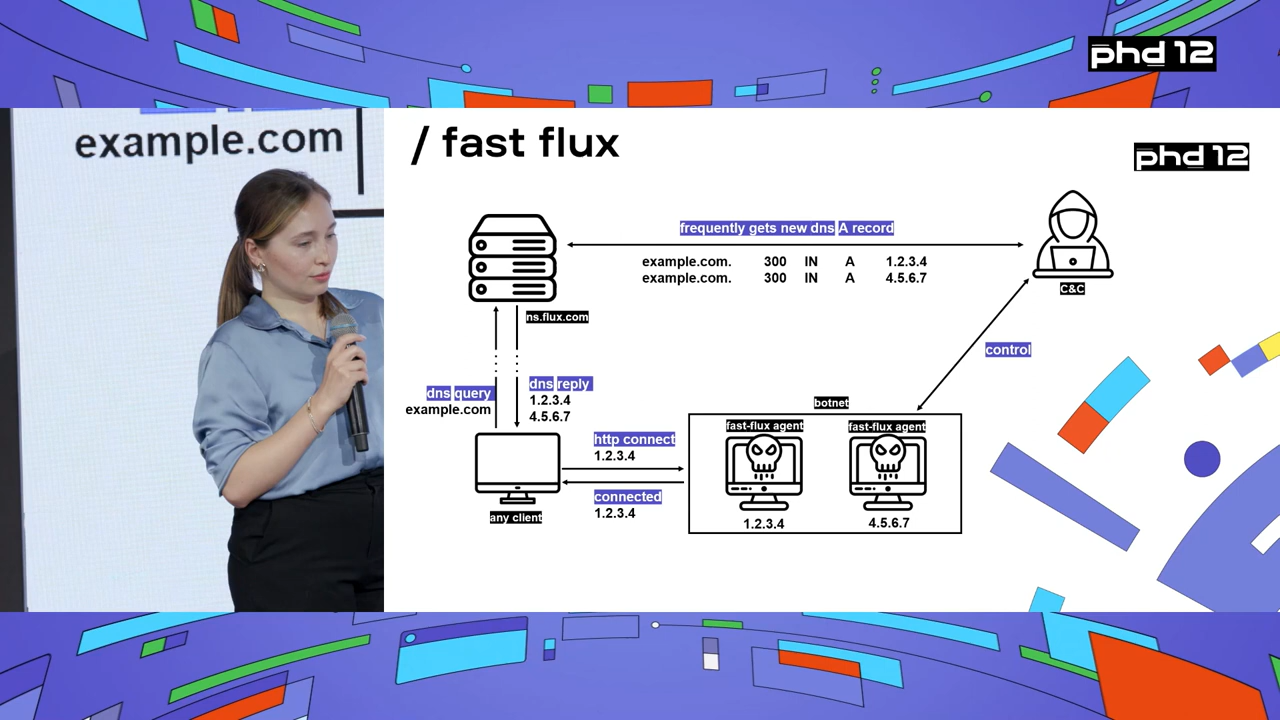 phd 12
example.com
/ fast flux
phd 12
frequently gets new dns A record
example.com. 300 IN A 1.2.3.4
example.com. 300 IN A 4.5.6.7
C&C
ns.flux.com
control
dns query
example.com
dns reply
1.2.3.4
4.5.6.7
botnet
fast-flux agent
fast-flux agent
http connect
1.2.3.4
connected
1.2.3.4
any client
1.2.3.4
4.5.6.7